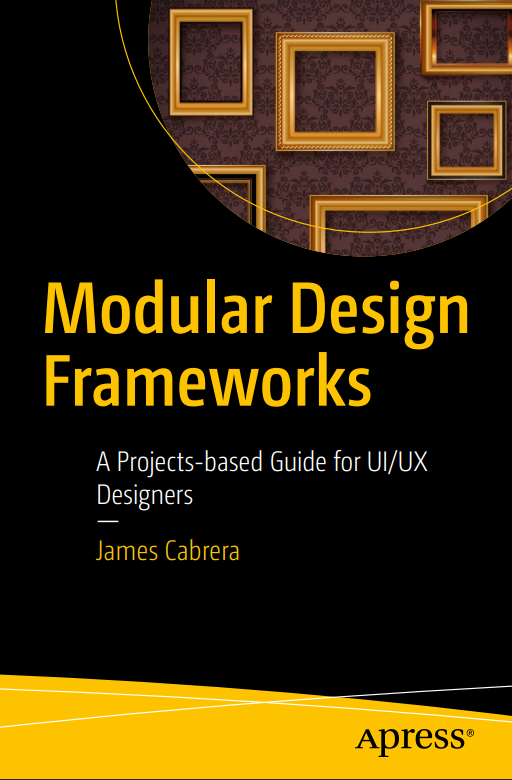 Modular Design
Frameworks
A Projects-based Guide for UI/UX
Designers
—
James Cabrera
Apress®